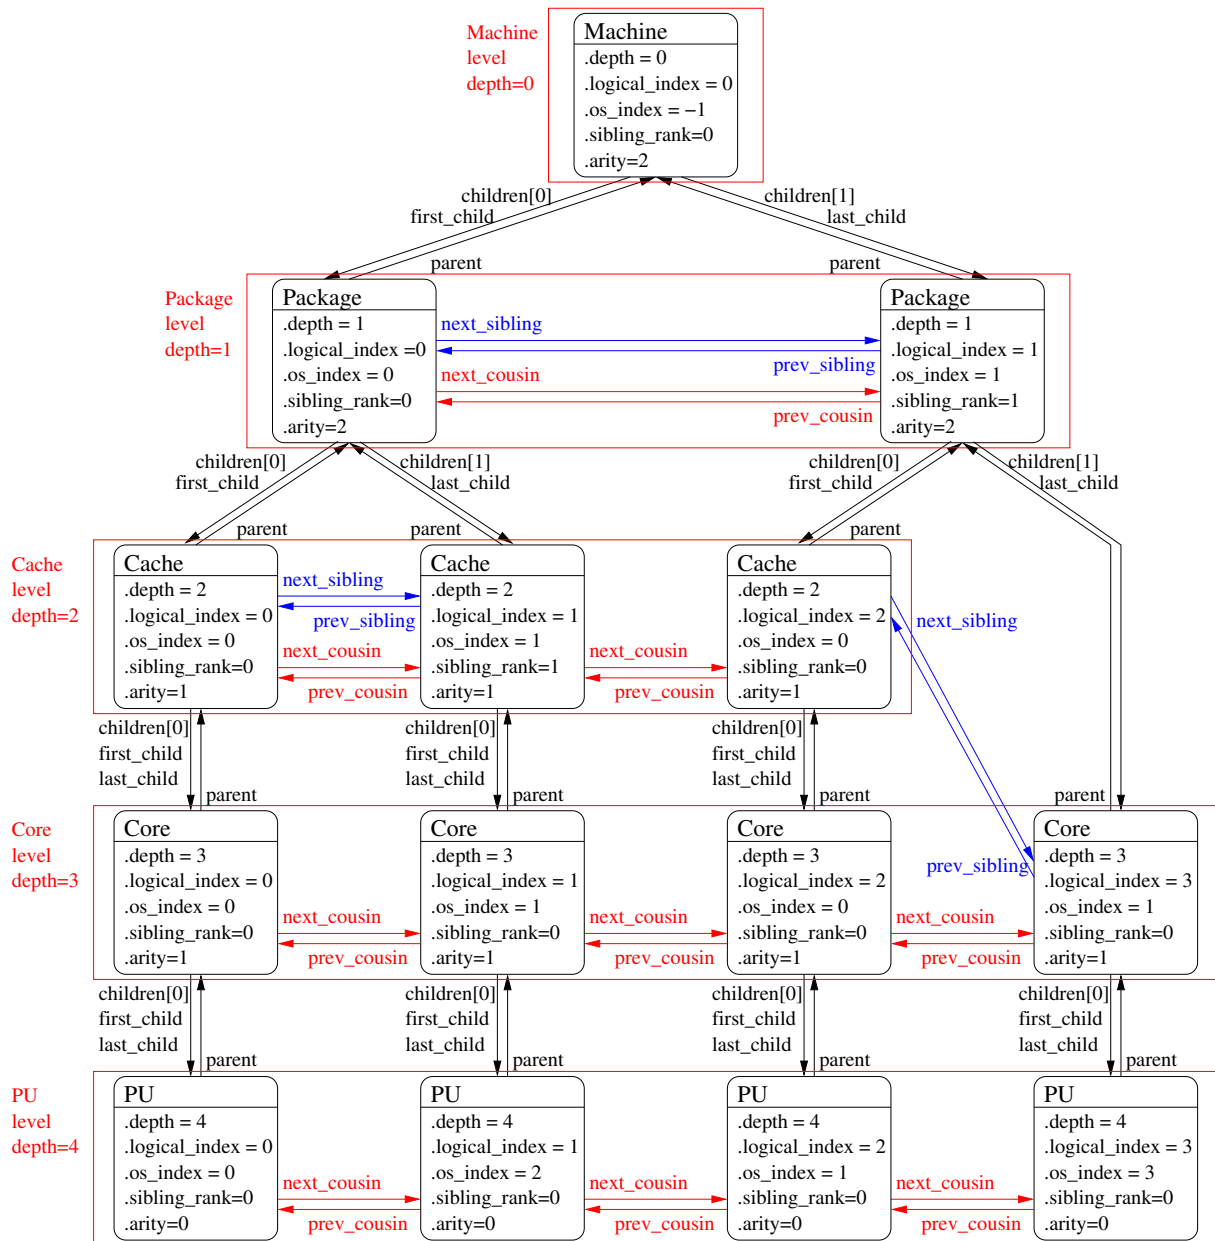 Machine
level
depth=0
Machine
.depth = 0
.logical_index = 0
.os_index = −1
.sibling_rank=0
.arity=2
children[0]
first_child
children[1]
last_child
parent
parent
Package
level
depth=1
Package
.depth = 1
.logical_index =0
.os_index = 0
.sibling_rank=0
.arity=2
next_sibling
prev_sibling
next_cousin
prev_cousin
Package
.depth = 1
.logical_index = 1
.os_index = 1
.sibling_rank=1
.arity=2
children[0]
first_child
children[1]
last_child
children[0]
first_child
children[1]
last_child
parent
parent
Cache
level
depth=2
Cache
.depth = 2
.logical_index = 0
.os_index = 0
.sibling_rank=0
.arity=1
next_sibling
prev_sibling
next_cousin
prev_cousin
Cache
.depth = 2
.logical_index = 1
.os_index = 1
.sibling_rank=1
.arity=1
next_cousin
prev_cousin
Cache
.depth = 2
.logical_index = 2
.os_index = 0
.sibling_rank=0
.arity=1
next_sibling
prev_sibling
children[0]
first_child
last_child
parent
children[0]
first_child
last_child
parent
children[0]
first_child
last_child
parent
parent
Core
level
depth=3
Core
.depth = 3
.logical_index = 0
.os_index = 0
.sibling_rank=0
.arity=1
next_cousin
prev_cousin
Core
.depth = 3
.logical_index = 1
.os_index = 1
.sibling_rank=0
.arity=1
next_cousin
prev_cousin
Core
.depth = 3
.logical_index = 2
.os_index = 0
.sibling_rank=0
.arity=1
next_cousin
prev_cousin
Core
.depth = 3
.logical_index = 3
.os_index = 1
.sibling_rank=0
.arity=1
children[0]
first_child
last_child
parent
children[0]
first_child
last_child
parent
children[0]
first_child
last_child
parent
children[0]
first_child
last_child
parent
PU
level
depth=4
PU
.depth = 4
.logical_index = 0
.os_index = 0
.sibling_rank=0
.arity=0
next_cousin
prev_cousin
PU
.depth = 4
.logical_index = 1
.os_index = 2
.sibling_rank=0
.arity=0
next_cousin
prev_cousin
PU
.depth = 4
.logical_index = 2
.os_index = 1
.sibling_rank=0
.arity=0
next_cousin
prev_cousin
PU
.depth = 4
.logical_index = 3
.os_index = 3
.sibling_rank=0
.arity=0